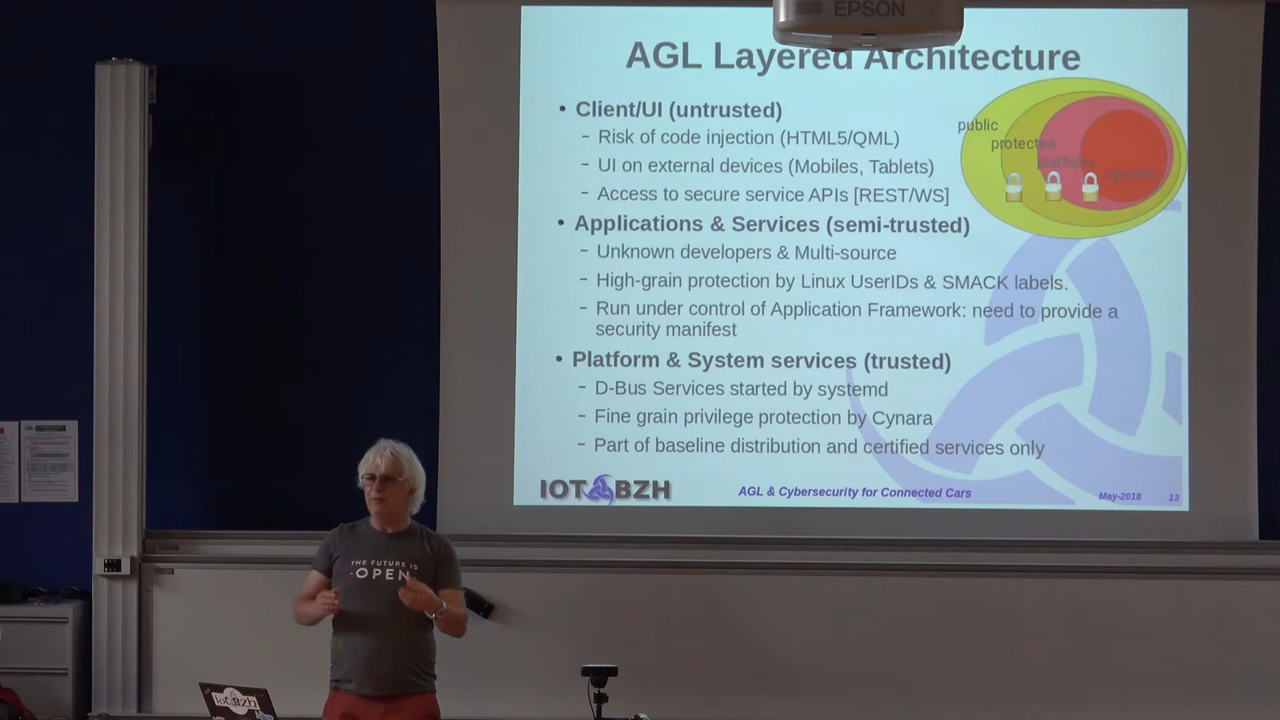 EPSON
AGL Layered Architecture
• Client/UI (untrusted)
– Risk of code injection (HTML5/QML)
– UI on external devices (Mobiles, Tablets)
– Access to secure service APIs [REST/WS]
• Applications & Services (semi-trusted)
– Unknown developers & Multi-source
– High-grain protection by Linux UserIDs & SMACK labels.
– Run under control of Application Framework: need to provide a
security manifest
• Platform & System services (trusted)
– D-Bus Services started by systemd
– Fine grain privilege protection by Cynara
– Part of baseline distribution and certified services only
public
protected
platform
system
IOT BZH
AGL & Cybersecurity for Connected Cars
May-2018
13
THE FUTURE IS
-OPEN
IoT.Bzh